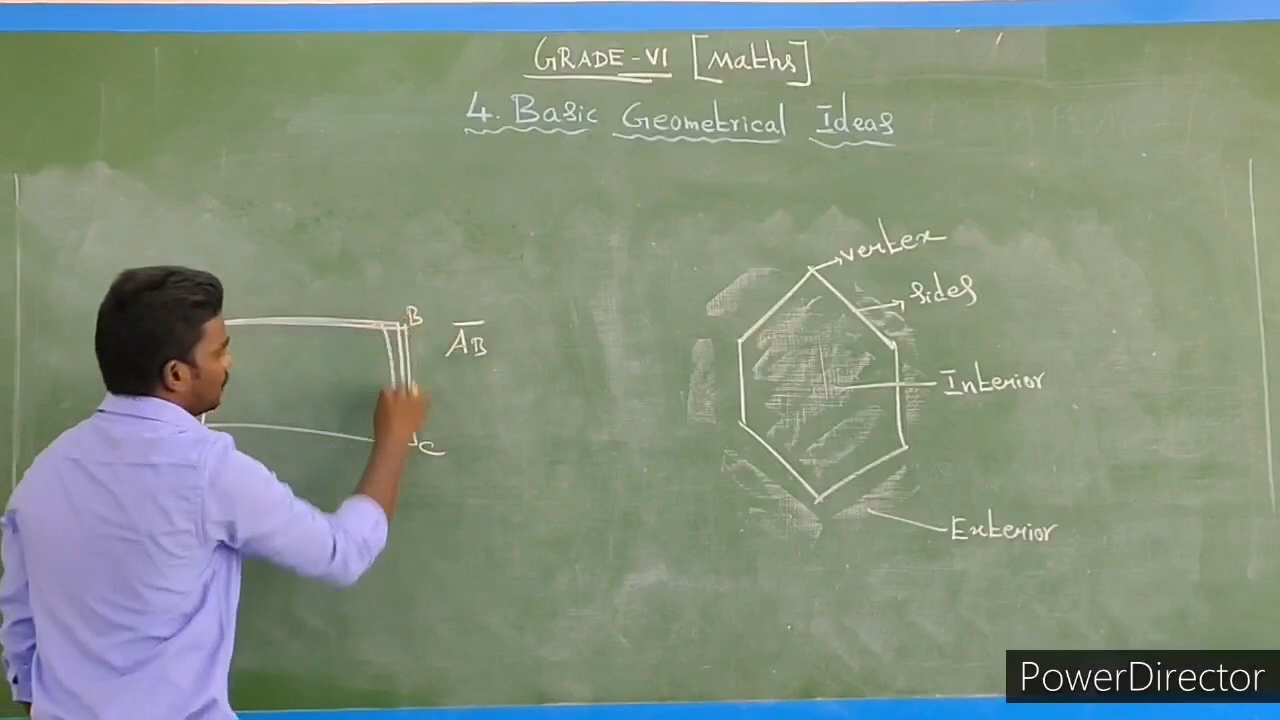 GRADE-VI [Maths]
4. Basic Geometrical Ideas
vertex
sides
B
AB
Interior
C
Exterior
PowerDirector